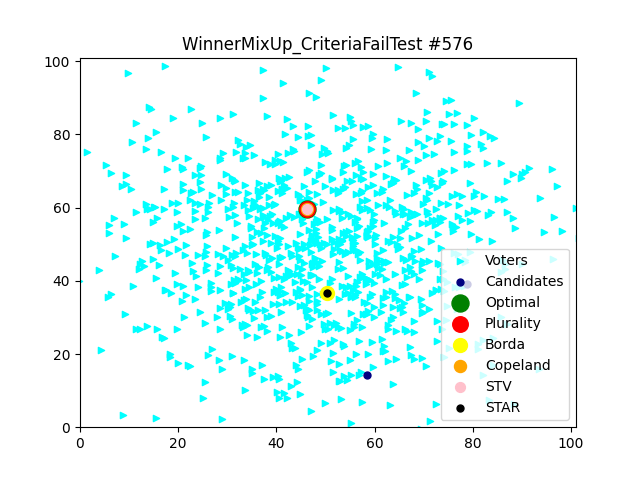 WinnerMixUp_CriteriaFailTest #576
100
80
60
40
20
0
0 20 40 60 80 100
Voters
Candidates
Optimal
Plurality
Borda
Copeland
STV
STAR